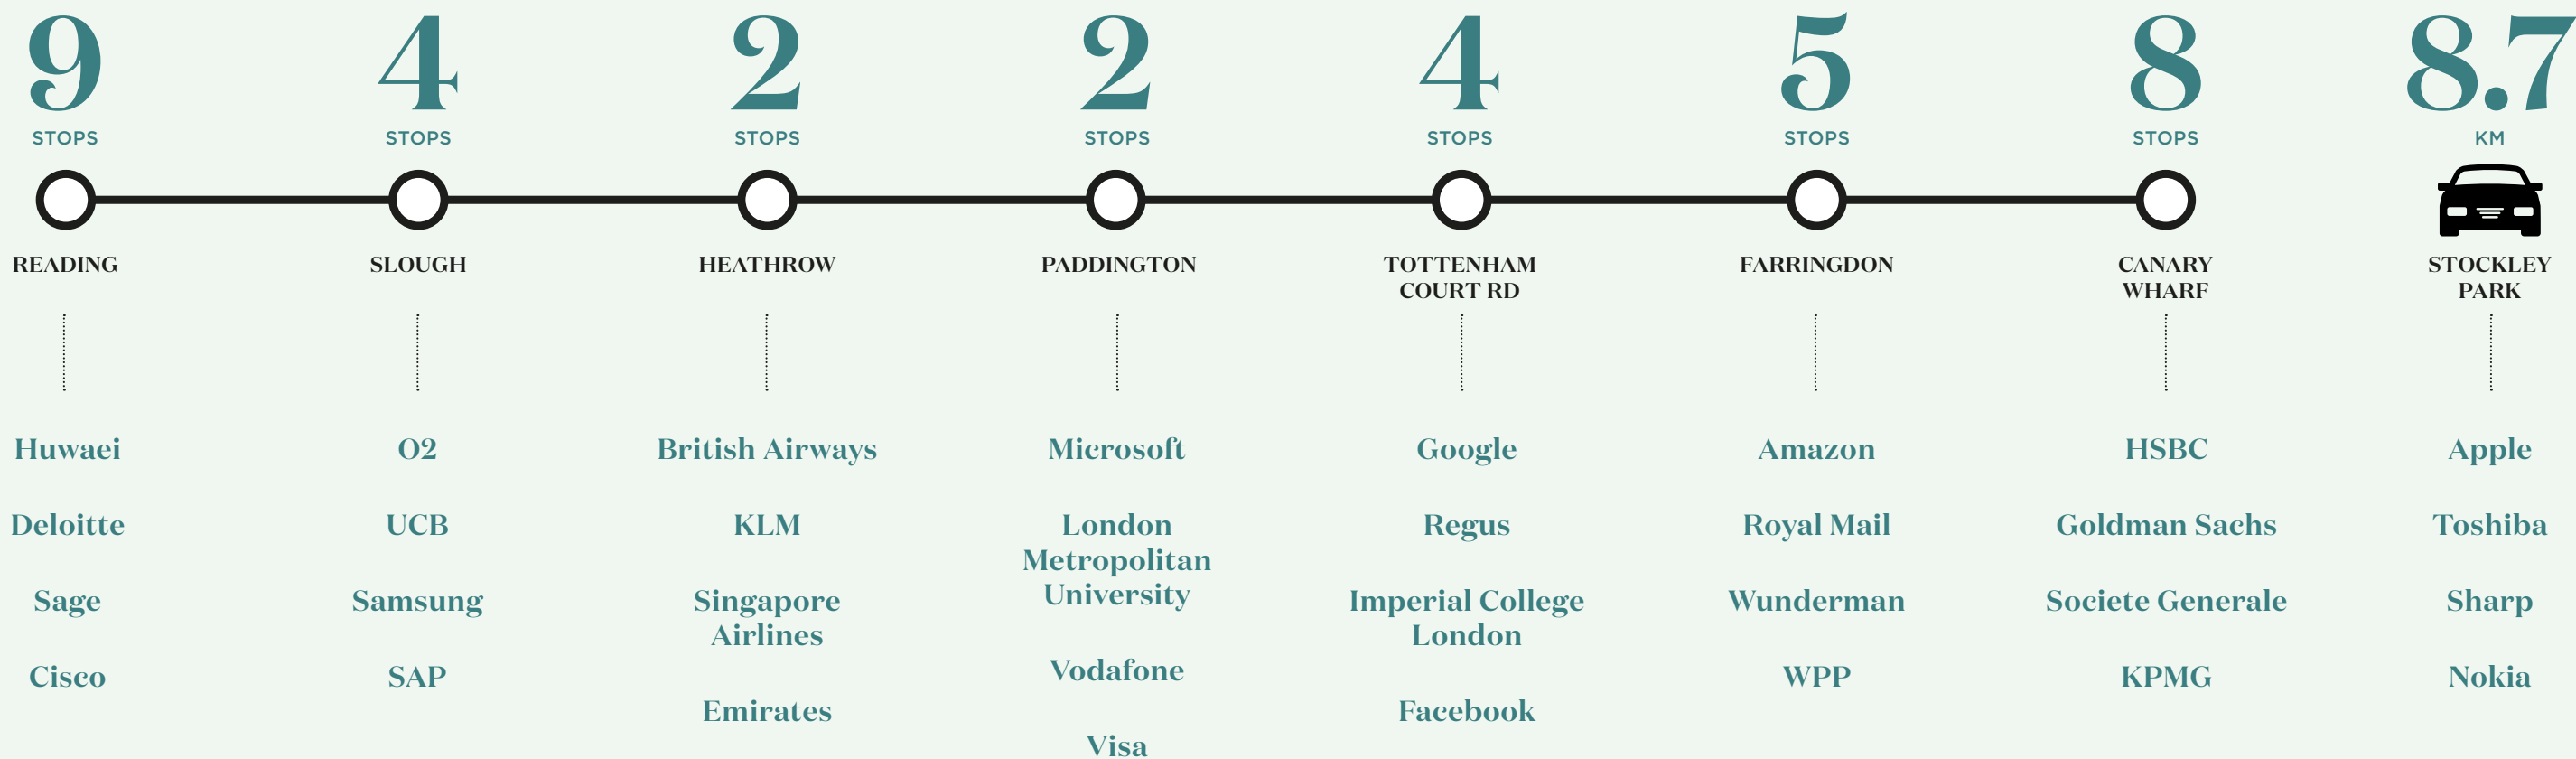 9
STOPS
READING
Huwaei
Deloitte
Sage
Cisco
4
STOPS
SLOUGH
O2
UCB
Samsung
SAP
2
STOPS
HEATHROW
British Airways
KLM
Singapore
Airlines
Emirates
2
STOPS
PADDINGTON
Microsoft
London
Metropolitan
University
Vodafone
Visa
4
STOPS
TOTTENHAM
COURT RD
Google
Regus
Imperial College
London
Facebook
5
STOPS
FARRINGDON
Amazon
Royal Mail
Wunderman
WPP
8
STOPS
CANARY
WHARF
HSBC
Goldman Sachs
Societe Generale
KPMG
8.7
KM
STOCKLEY
PARK
Apple
Toshiba
Sharp
Nokia